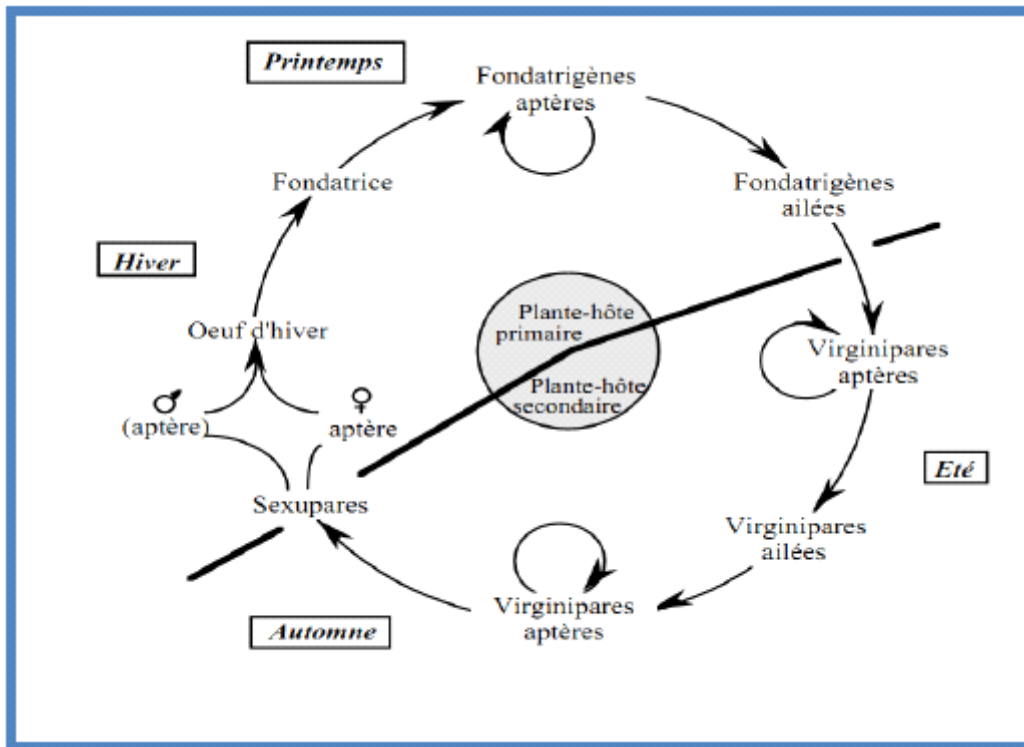 Printemps
Fondatrigènes
aptères
Fondatrice
Fondatrigènes
ailées
Hiver
Oeuf d'hiver
Plante-hôte
primaire
Plante-hôte
secondaire
Virginipares
aptères
♂
(aptère)
♀
aptère
Eté
Sexupares
Virginipares
ailées
Virginipares
aptères
Automne